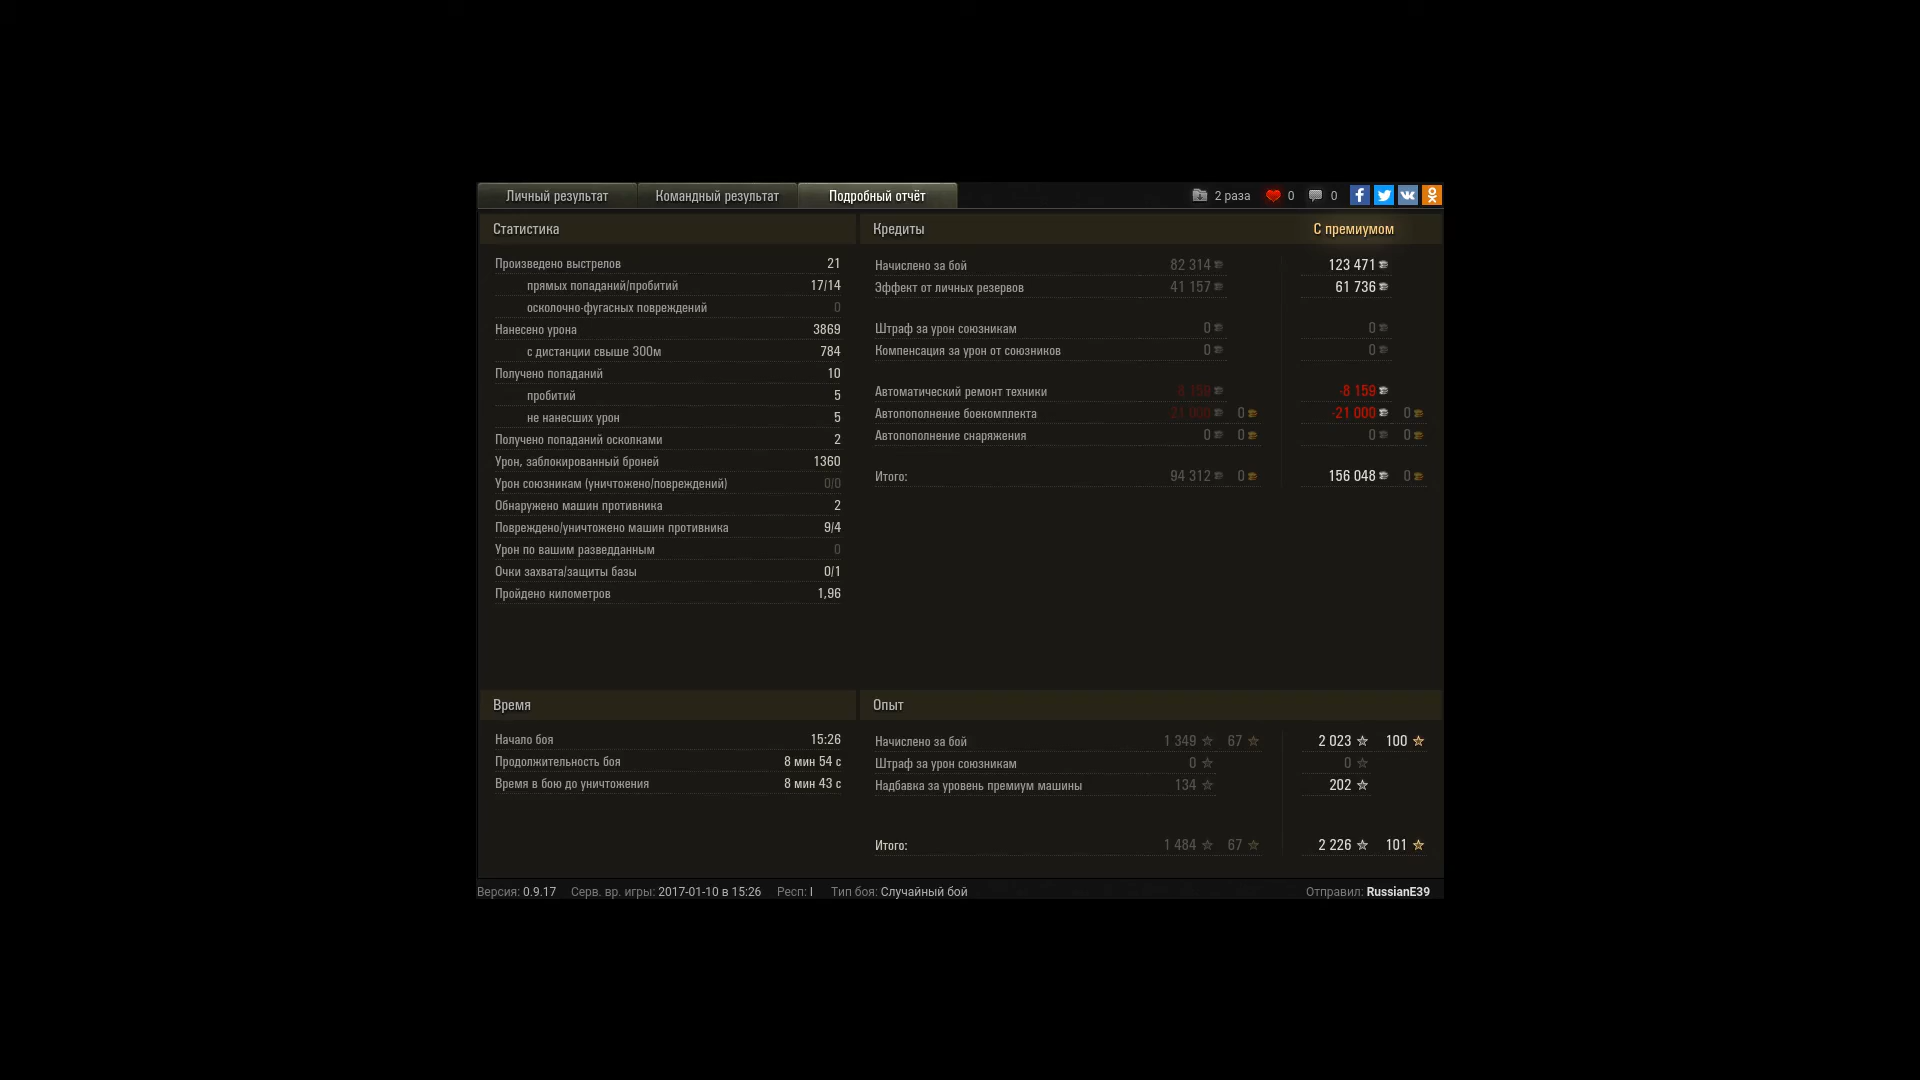 Личный результат Командный результат Подробный отчёт 2 раза 0 0
Статистика
Произведено выстрелов 21
прямых попаданий/пробитий 17/14
осколочно-фугасных повреждений 0
Нанесено урона 3869
с дистанции свыше 300м 784
Получено попаданий 10
пробитий 5
не нанесших урон 5
Получено попаданий осколками 2
Урон, заблокированный броней 1360
Урон союзникам (уничтожено/повреждений) 0/0
Обнаружено машин противника 2
Повреждено/уничтожено машин противника 9/4
Урон по вашим разведданным 0
Очки захвата/защиты базы 0/1
Пройдено километров 1,96
Кредиты С премиумом
Начислено за бой 82 314 123 471
Эффект от личных резервов 41 157 61 736
Штраф за урон союзникам 0 0
Компенсация за урон от союзников 0 0
Автоматический ремонт техники -8 159 -8 159
Автопополнение боекомплекта -21 000 0 -21 000 0
Автопополнение снаряжения 0 0 0 0
Итого: 94 312 0 156 048 0
Время
Начало боя 15:26
Продолжительность боя 8 мин 54 с
Время в бою до уничтожения 8 мин 43 с
Опыт
Начислено за бой 1 349 67 2 023 100
Штраф за урон союзникам 0 0
Надбавка за уровень премиум машины 134 202
Итого: 1 484 67 2 226 101
Версия: 0.9.17 Серв. вр. игры: 2017-01-10 в 15:26 Респ: I Тип боя: Случайный бой Отправил: RussianE39